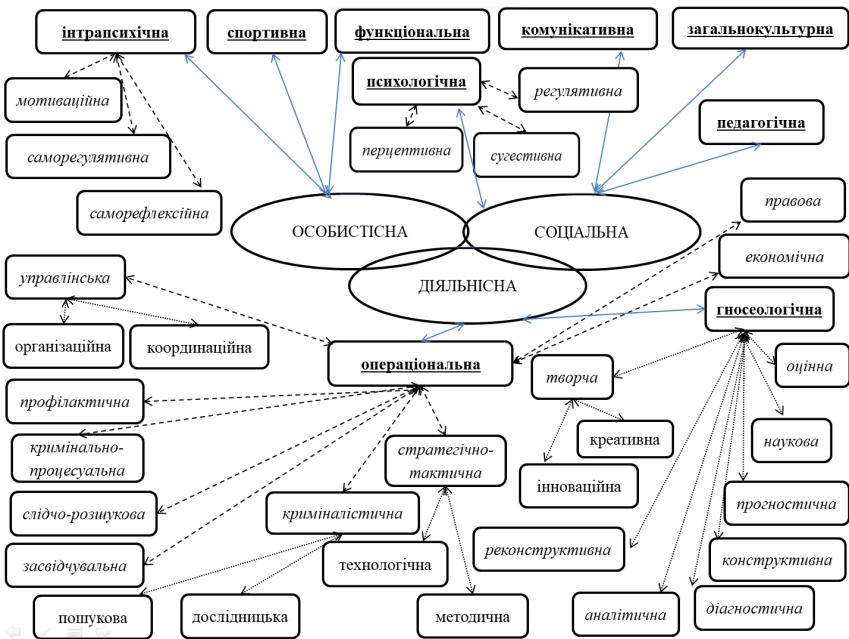 інтрапсихічна
спортивна
функціональна
комунікативна
загальнокультурна
психологічна
мотиваційна
регулятивна
педагогічна
саморегулятивна
перцептивна
сугестивна
саморефлексійна
правова
ОСОБИСТІСНА
СОЦІАЛЬНА
економічна
управлінська
ДІЯЛЬНІСНА
гносеологічна
організаційна
координаційна
операціональна
творча
оцінна
профілактична
кримінально-
процесуальна
стратегічно-
тактична
креативна
наукова
інноваційна
слідчо-розшукова
криміналістична
прогностична
засвідчувальна
технологічна
реконструктивна
конструктивна
пошукова
дослідницька
методична
аналітична
діагностична